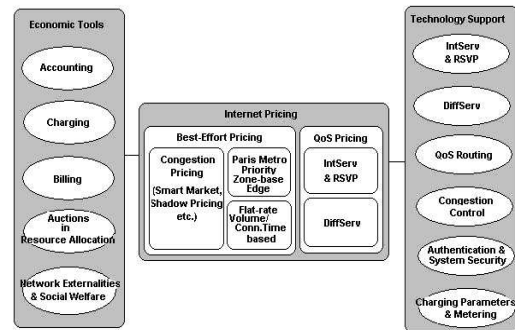 Economic Tools
Accounting
Charging
Billing
Auctions
in
Resource Allocation
Network Externalities
& Social Welfare
Internet Pricing
Best-Effort Pricing
Congestion
Pricing
(Smart Market,
Shadow Pricing
etc.)
Paris Metro
Priority
Zone-base
Edge
Flat-rate
Volume/
Conn.Time
based
QoS Pricing
IntServ
& RSVP
DiffServ
Technology Support
IntServ
& RSVP
DiffServ
QoS Routing
Congestion
Control
Authentication &
System Security
Charging Parameters
& Metering